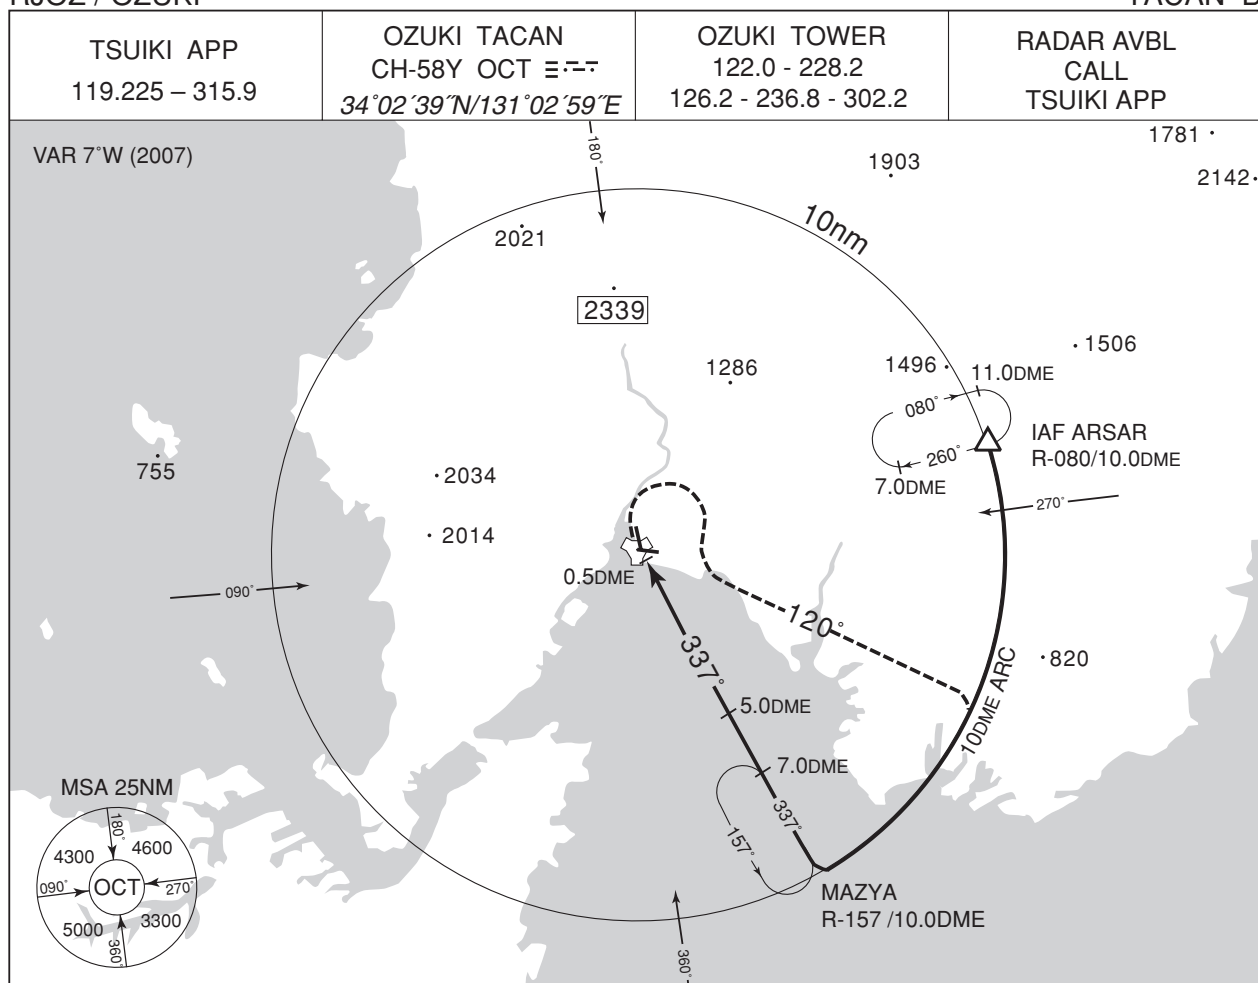 RJOZ / OZUKI
TSUIKI APP
119.225 – 315.9
OZUKI TACAN
CH-58Y OCT
34°02´39˝N/131°02´59˝E
OZUKI TOWER
122.0 - 228.2
126.2 - 236.8 - 302.2
RADAR AVBL
CALL
TSUIKI APP
VAR 7°W (2007)
180°
1903
1781
2142
10nm
2021
2339
1286
1496
1506
11.0DME
080°
260°
7.0DME
IAF ARSAR
R-080/10.0DME
755
2034
2014
270°
0.5DME
090°
120°
337°
820
10DME ARC
5.0DME
7.0DME
337°
157°
MAZYA
R-157 /10.0DME
360°
MSA 25NM
180°
4300
4600
090°
OCT
270°
5000
3300
360°